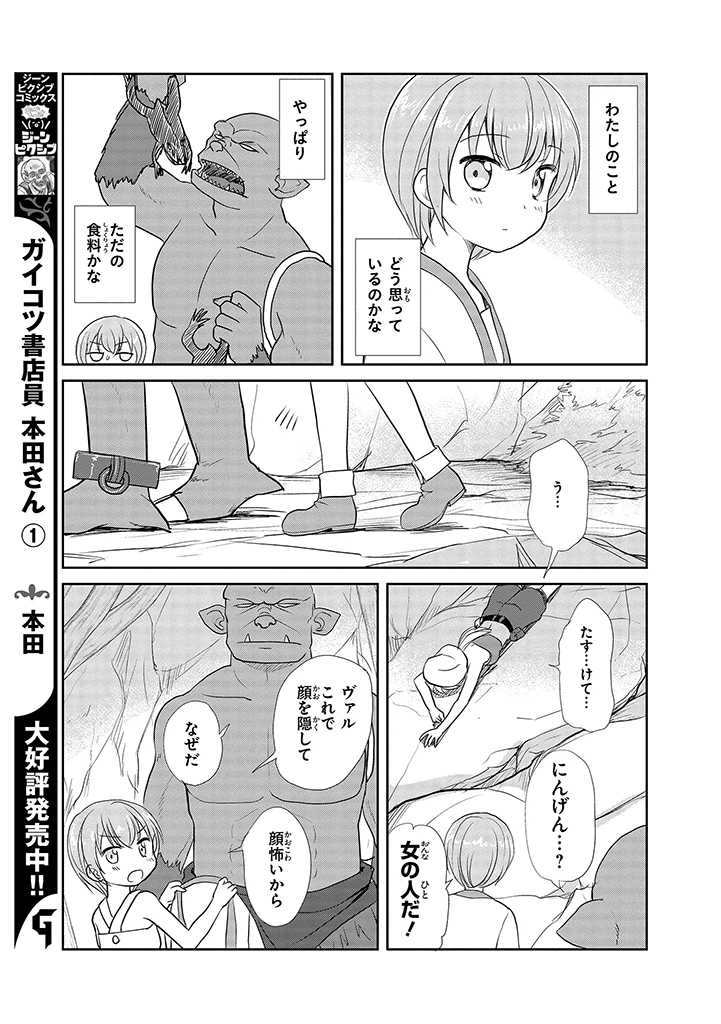 わたしのこと
どう思って
いるのかな
やっぱり
ただの
食料かな
う…
たす…けて…
にんげん…?
女の人だ!
ヴァル
これで
顔を隠して
なぜだ
顔怖いから
ジーン
ピクシブ
コミックス
ジーン
ピクシブ
ガイコツ書店員 本田さん① 本田 大好評発売中!!
G